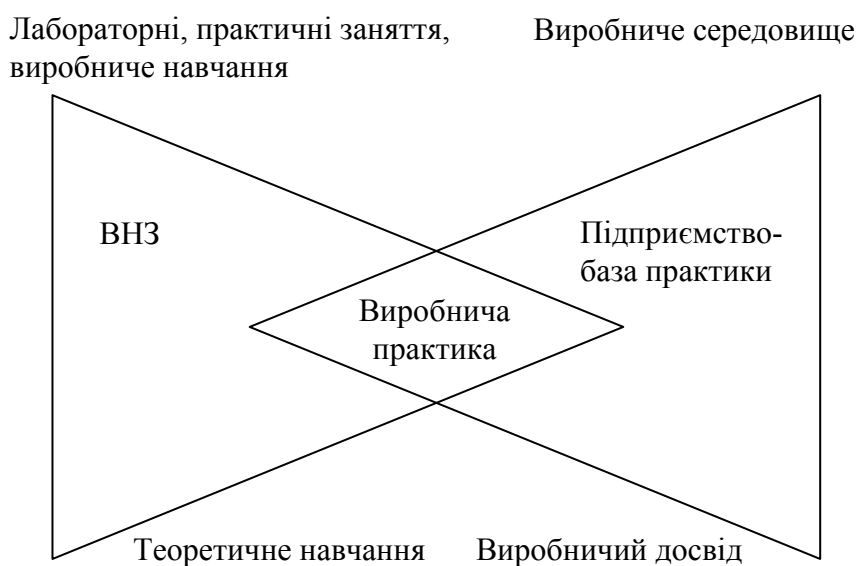 Лабораторні, практичні заняття,
виробниче навчання
Виробниче середовище
ВНЗ
Підприємство-
база практики
Виробнича
практика
Теоретичне навчання
Виробничий досвід